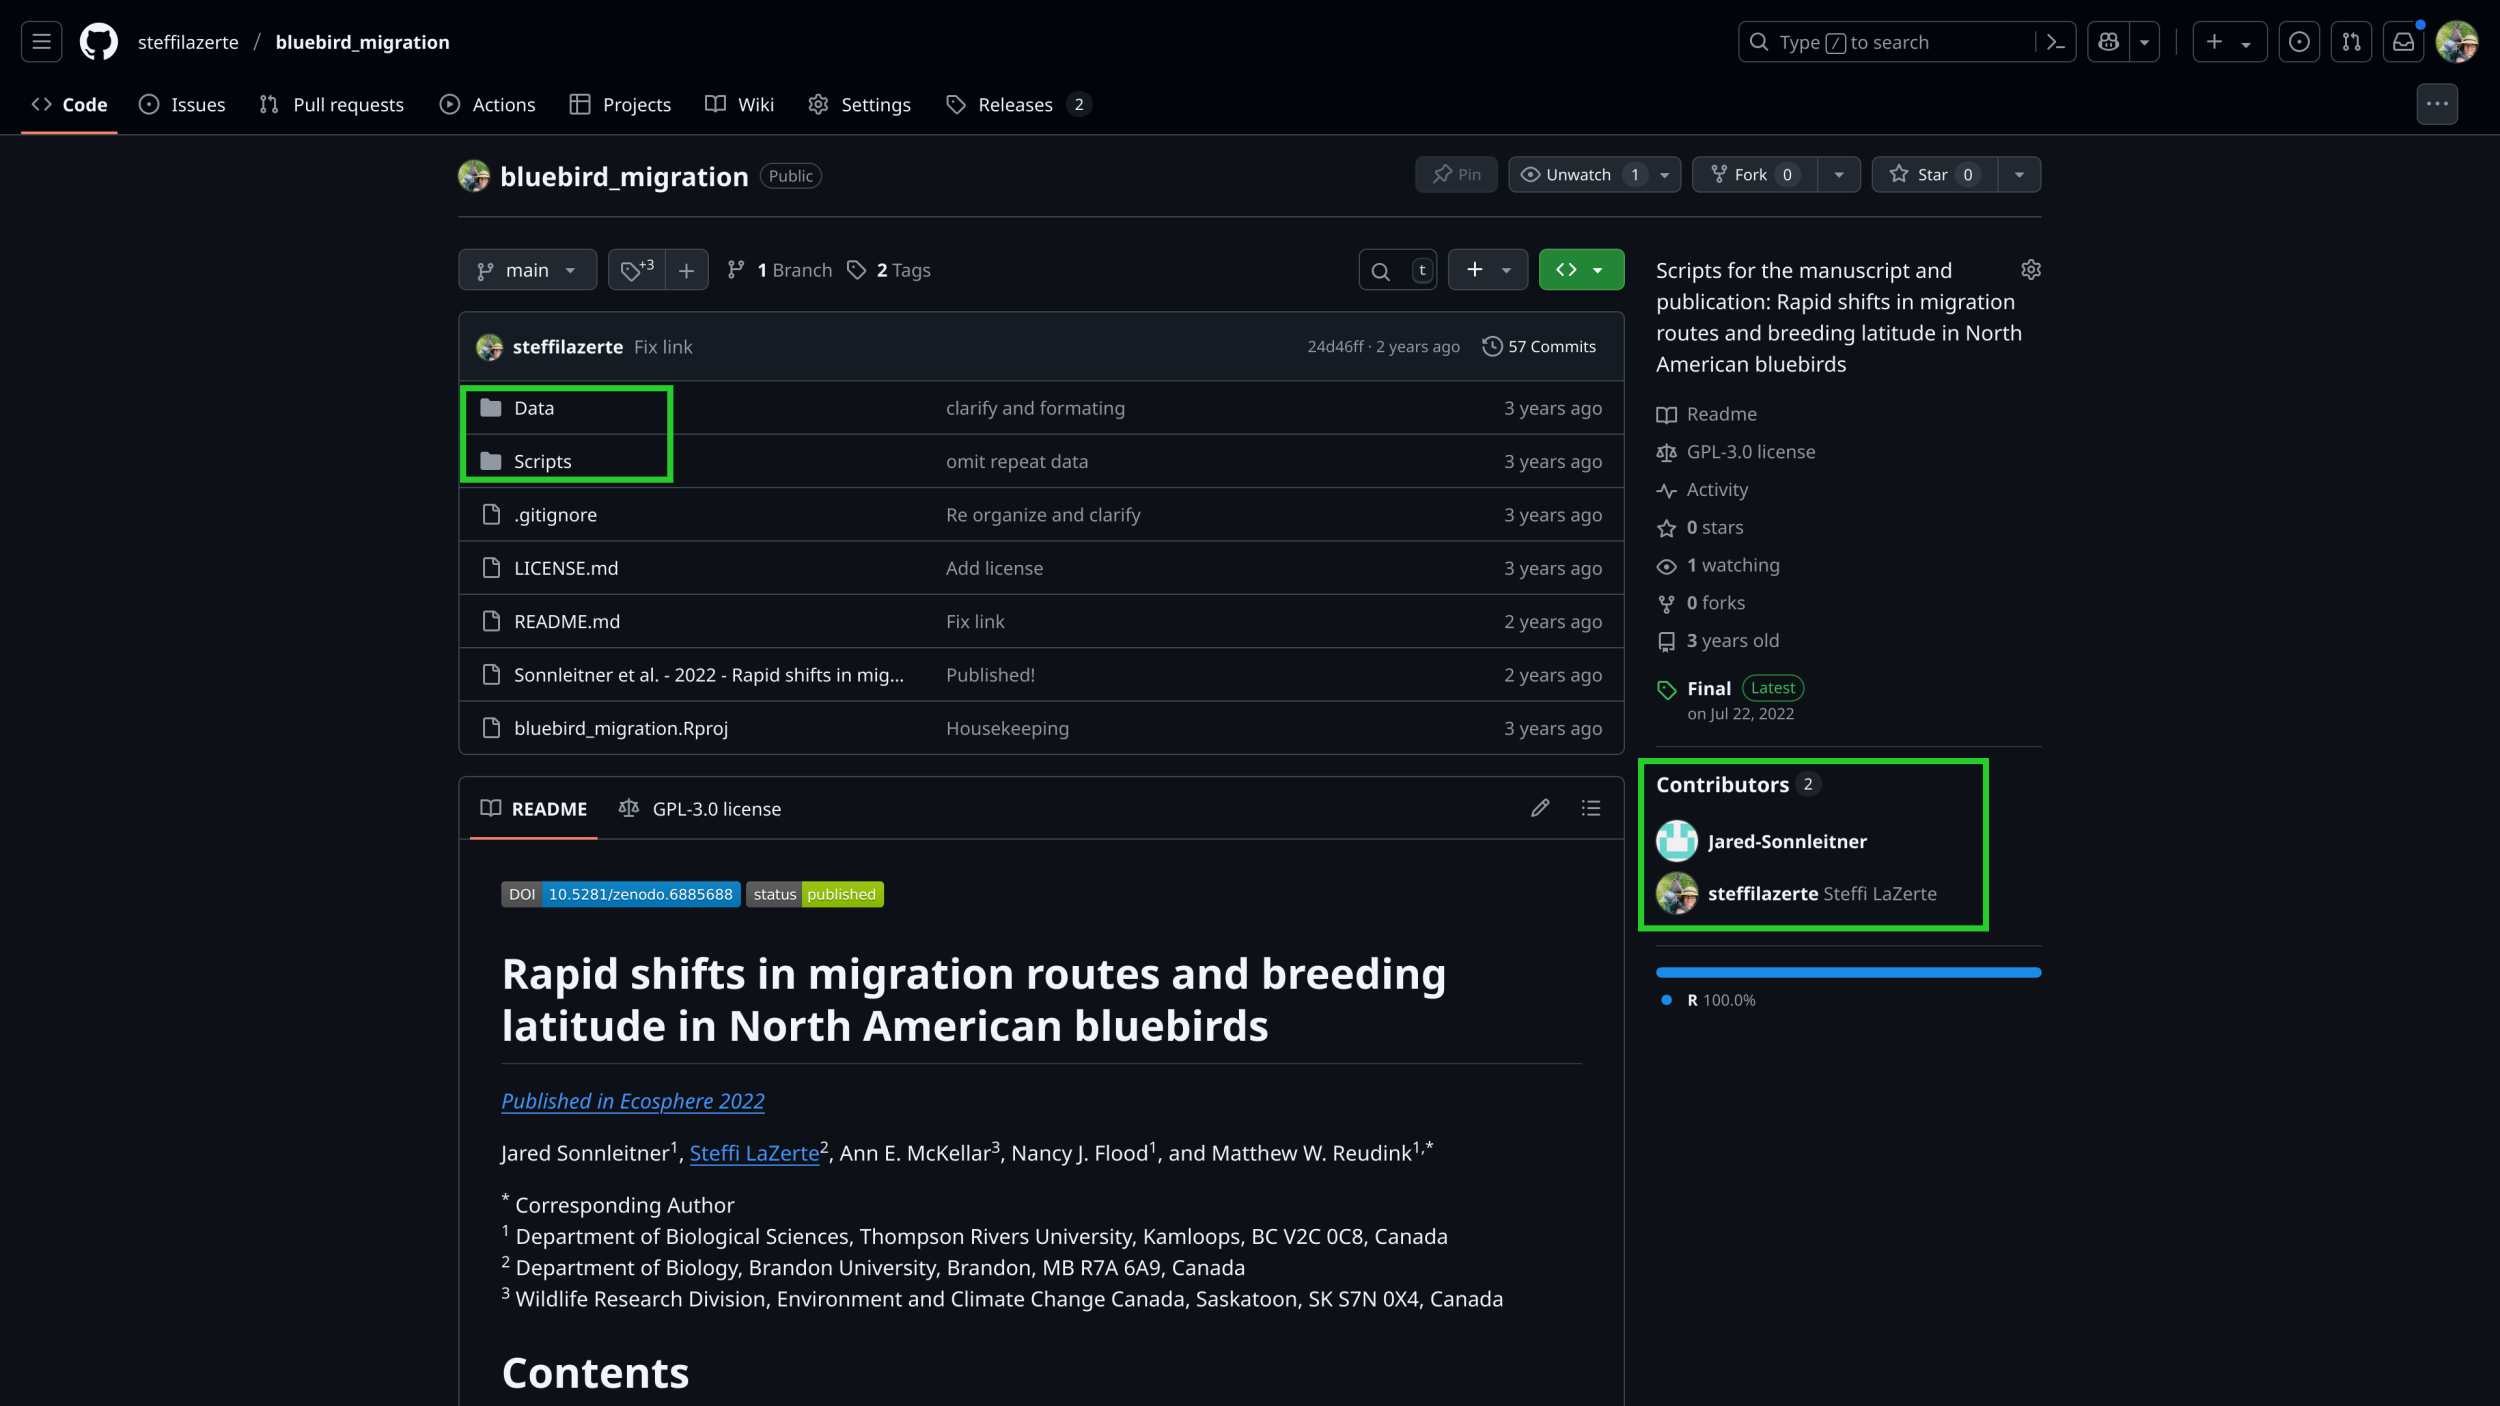 steffilazerte / bluebird_migration
Type / to search
Code Issues Pull requests Actions Projects Wiki Settings Releases 2
bluebird_migration Public
Pin Unwatch 1 Fork 0 Star 0
main +3 1 Branch 2 Tags t
steffilazerte Fix link 24d46ff · 2 years ago 57 Commits
Data clarify and formating 3 years ago
Scripts omit repeat data 3 years ago
.gitignore Re organize and clarify 3 years ago
LICENSE.md Add license 3 years ago
README.md Fix link 2 years ago
Sonnleitner et al. - 2022 - Rapid shifts in mig... Published! 2 years ago
bluebird_migration.Rproj Housekeeping 3 years ago
README GPL-3.0 license
DOI 10.5281/zenodo.6885688 status published
Rapid shifts in migration routes and breeding
latitude in North American bluebirds
Published in Ecosphere 2022
Jared Sonnleitner1, Steffi LaZerte2, Ann E. McKellar3, Nancy J. Flood1, and Matthew W. Reudink1,*
* Corresponding Author
1 Department of Biological Sciences, Thompson Rivers University, Kamloops, BC V2C 0C8, Canada
2 Department of Biology, Brandon University, Brandon, MB R7A 6A9, Canada
3 Wildlife Research Division, Environment and Climate Change Canada, Saskatoon, SK S7N 0X4, Canada
Contents
Scripts for the manuscript and
publication: Rapid shifts in migration
routes and breeding latitude in North
American bluebirds
Readme
GPL-3.0 license
Activity
0 stars
1 watching
0 forks
3 years old
Final Latest
on Jul 22, 2022
Contributors 2
Jared-Sonnleitner
steffilazerte Steffi LaZerte
R 100.0%